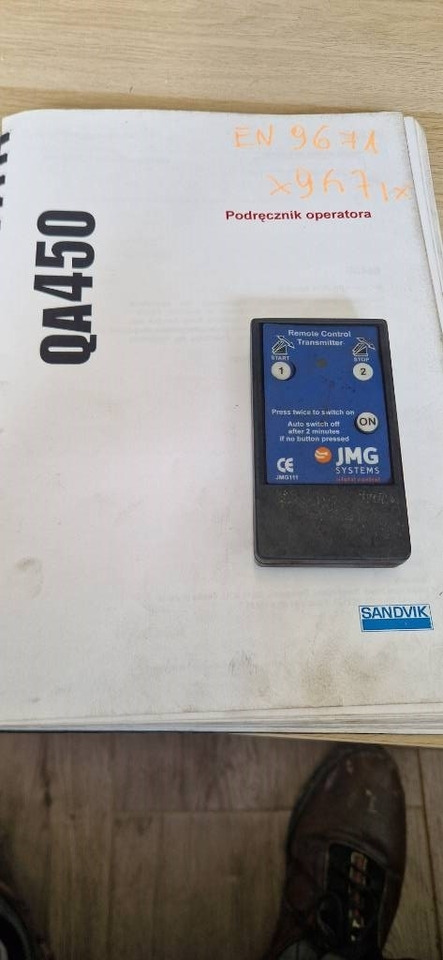 EN 9671
x9671x
Podręcznik operatora
QA450
Remote Control
Transmitter
START
STOP
1
2
Press twice to switch on
ON
Auto switch off
after 2 minutes
if no button pressed
CE
JMG111
JMG
SYSTEMS
SANDVIK